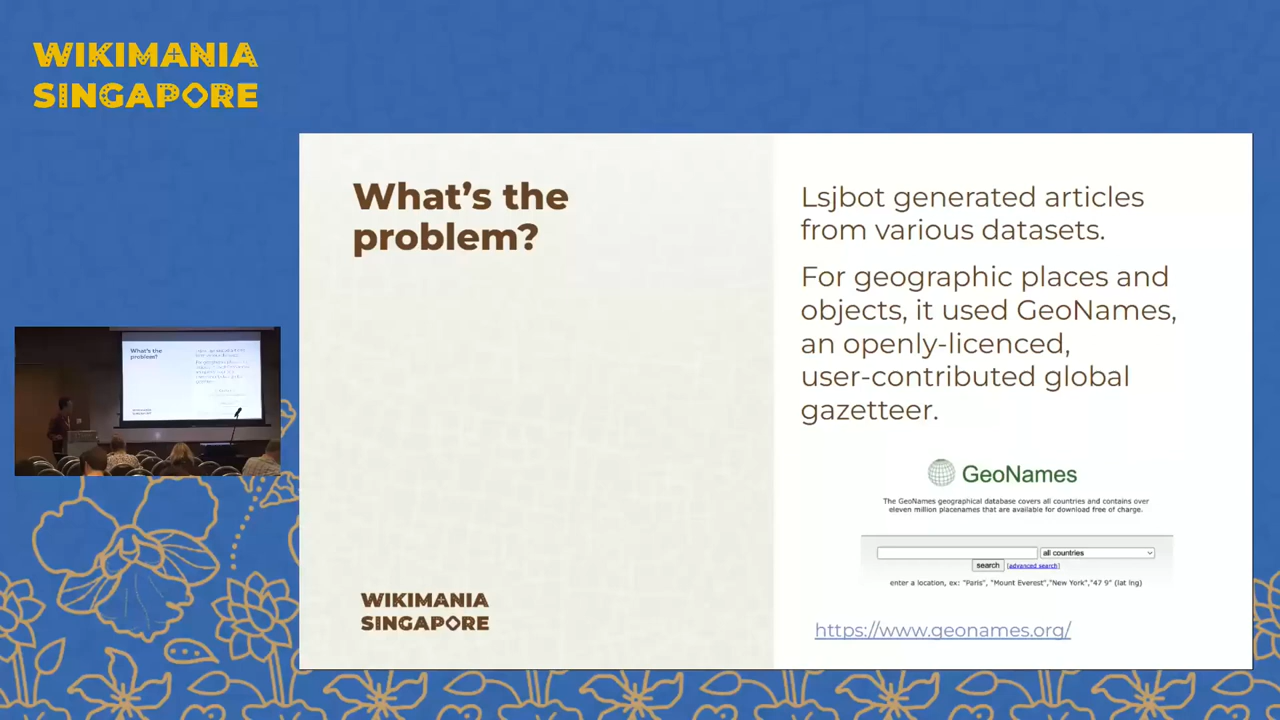 WIKIMANIA
SINGAPORE
What's the
problem?
Lsjbot generated articles
from various datasets.
For geographic places and
objects, it used GeoNames,
an openly-licenced,
user-contributed global
gazetteer.
GeoNames
The GeoNames geographical database covers all countries and contains over
eleven million placenames that are available for download free of charge.
all countries
search [advanced search]
enter a location, ex: "Paris", "Mount Everest","New York","47 9" (lat lng)
https://www.geonames.org/
WIKIMANIA
SINGAPORE
What's the
problem?